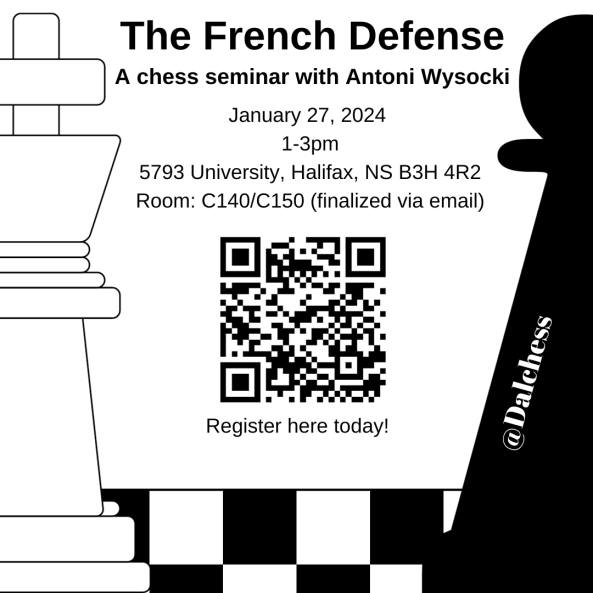 The French Defense
A chess seminar with Antoni Wysocki
January 27, 2024
1-3pm
5793 University, Halifax, NS B3H 4R2
Room: C140/C150 (finalized via email)
Register here today!
@Dalchess